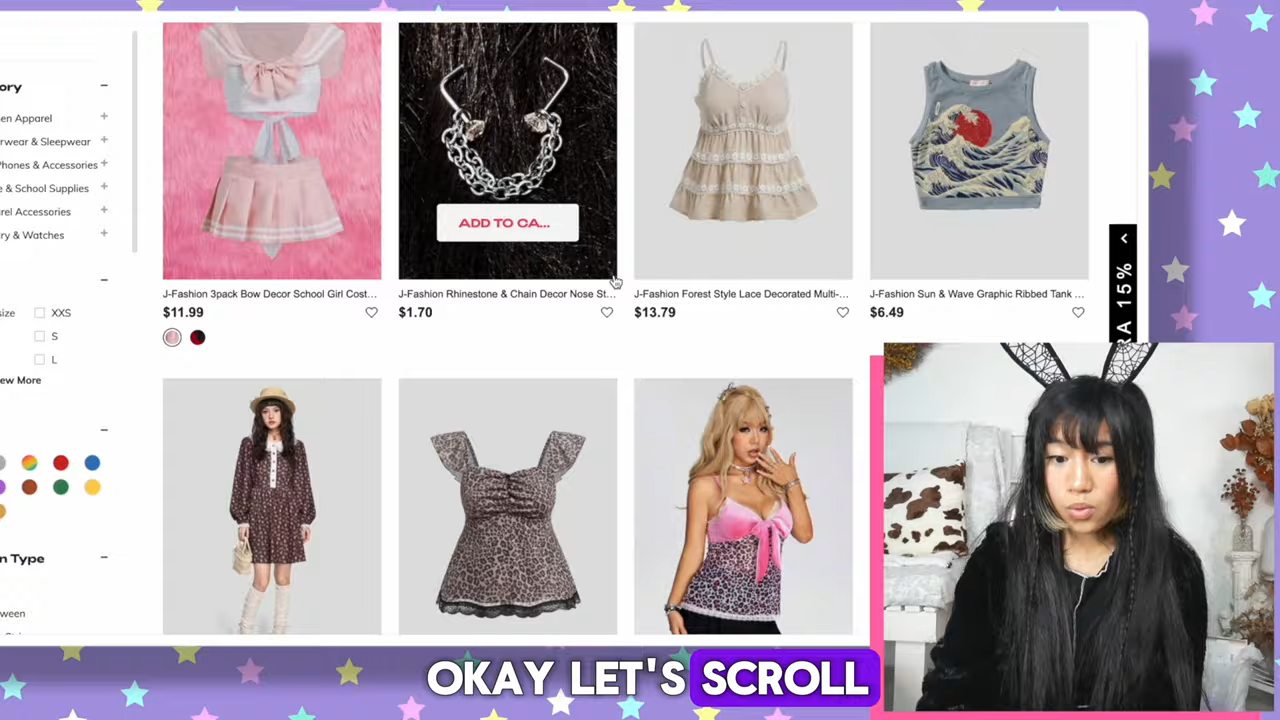 ory
en Apparel
rwear & Sleepwear
Phones & Accessories
e & School Supplies
rel Accessories
ry & Watches
size
XXS
S
L
ew More
n Type
ween
ADD TO CA...
J-Fashion 3pack Bow Decor School Girl Cost...
$11.99
J-Fashion Rhinestone & Chain Decor Nose St...
$1.70
J-Fashion Forest Style Lace Decorated Multi-...
$13.79
J-Fashion Sun & Wave Graphic Ribbed Tank ...
$6.49
RA 15%
OKAY LET'S SCROLL